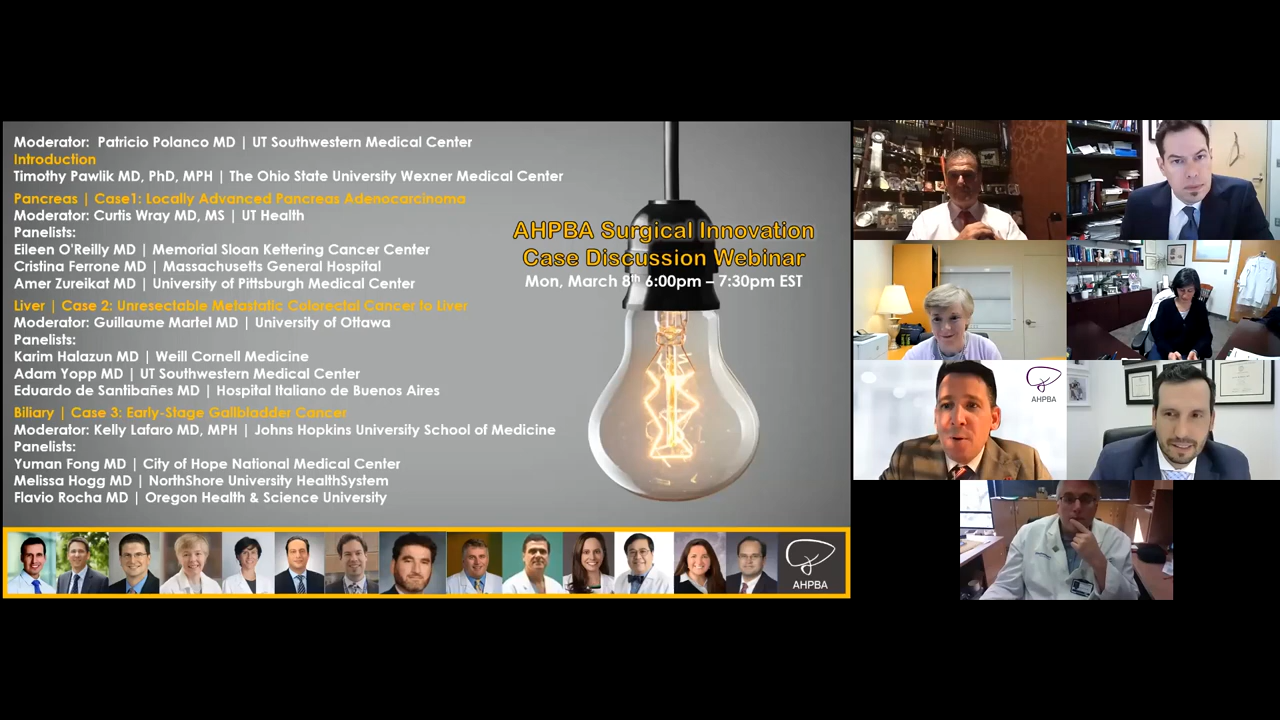 Moderator:  Patricio Polanco MD | UT Southwestern Medical Center
Introduction
Timothy Pawlik MD, PhD, MPH | The Ohio State University Wexner Medical Center
Pancreas | Case1: Locally Advanced Pancreas Adenocarcinoma
Moderator: Curtis Wray MD, MS | UT Health
Panelists:
Eileen O'Reilly MD | Memorial Sloan Kettering Cancer Center
Cristina Ferrone MD | Massachusetts General Hospital
Amer Zureikat MD | University of Pittsburgh Medical Center
Liver | Case 2: Unresectable Metastatic Colorectal Cancer to Liver
Moderator: Guillaume Martel MD | University of Ottawa
Panelists:
Karim Halazun MD | Weill Cornell Medicine
Adam Yopp MD | UT Southwestern Medical Center
Eduardo de Santibañes MD | Hospital Italiano de Buenos Aires
Biliary | Case 3: Early-Stage Gallbladder Cancer
Moderator: Kelly Lafaro MD, MPH | Johns Hopkins University School of Medicine
Panelists:
Yuman Fong MD | City of Hope National Medical Center
Melissa Hogg MD | NorthShore University HealthSystem
Flavio Rocha MD | Oregon Health & Science University
AHPBA Surgical Innovation
Case Discussion Webinar
Mon, March 8th 6:00pm – 7:30pm EST
AHPBA
AHPBA